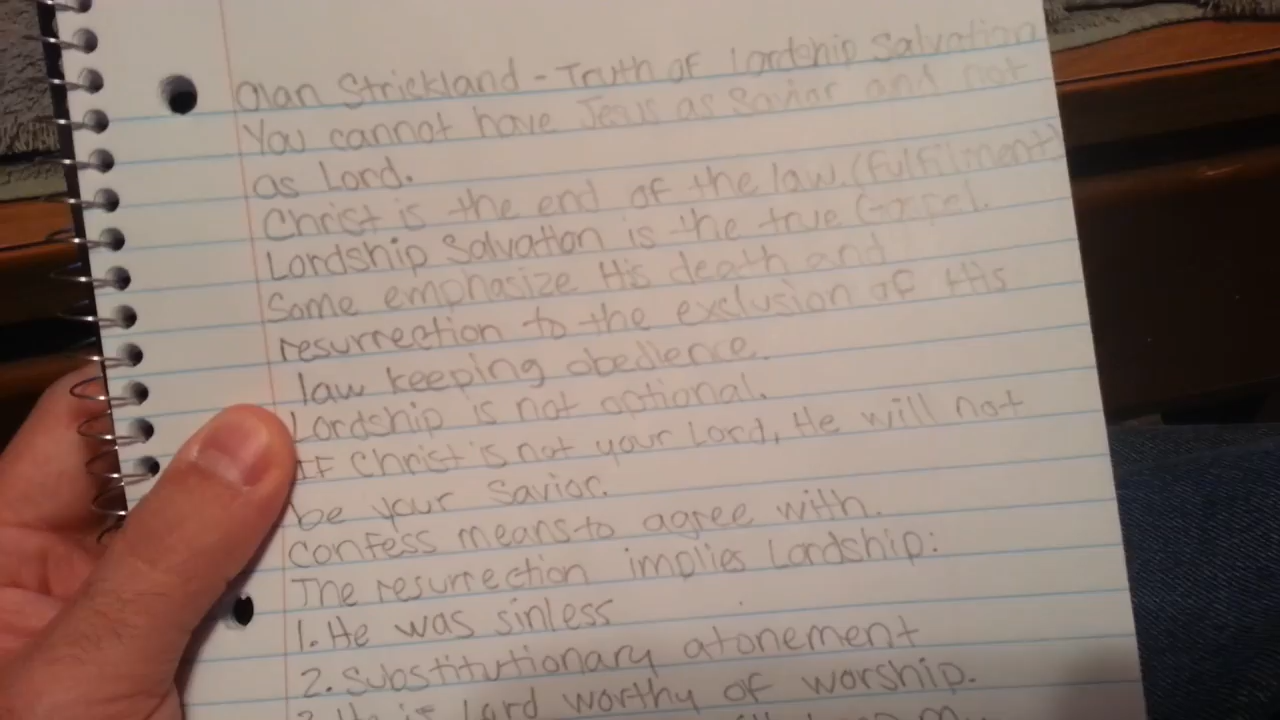 Olan Strickland - Truth of Lordship Salvation
You cannot have Jesus as Savior and not
as Lord.
Christ is the end of the law. (fulfillment)
Lordship Salvation is the true Gospel.
Some emphasize His death and
resurrection to the exclusion of His
law keeping obedience.
Lordship is not optional.
If Christ is not your Lord, He will not
be your Savior.
Confess means to agree with.
The resurrection implies Lordship:
1. He was sinless
2. Substitutionary atonement
3. He is Lord worthy of worship.